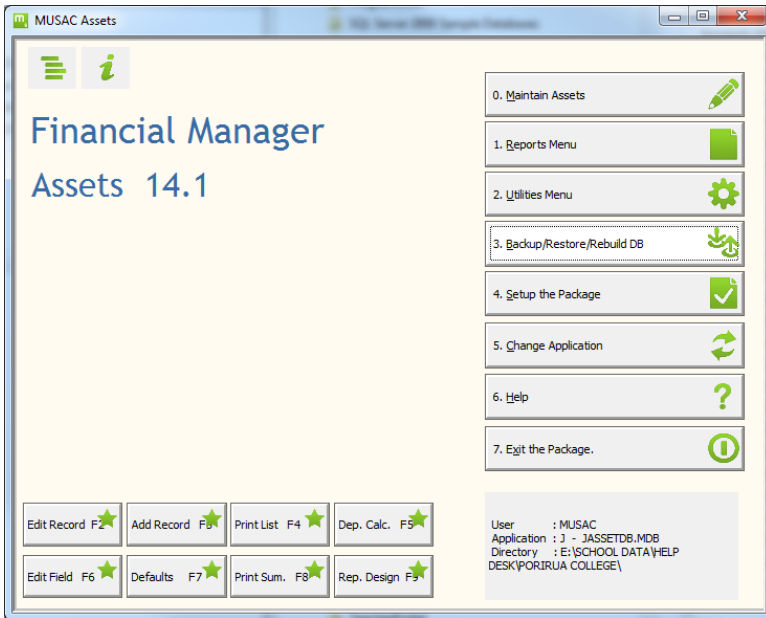 MUSAC Assets
Financial Manager
Assets 14.1
0. Maintain Assets
1. Reports Menu
2. Utilities Menu
3. Backup/Restore/Rebuild DB
4. Setup the Package
5. Change Application
6. Help
7. Exit the Package.
Edit Record F2
Add Record F3
Print List F4
Dep. Calc. F5
Edit Field F6
Defaults F7
Print Sum. F8
Rep. Design F9
User : MUSAC
Application : J - JASSETDB.MDB
Directory : E:\SCHOOL DATA\HELP
DESK\PORIRUA COLLEGE\